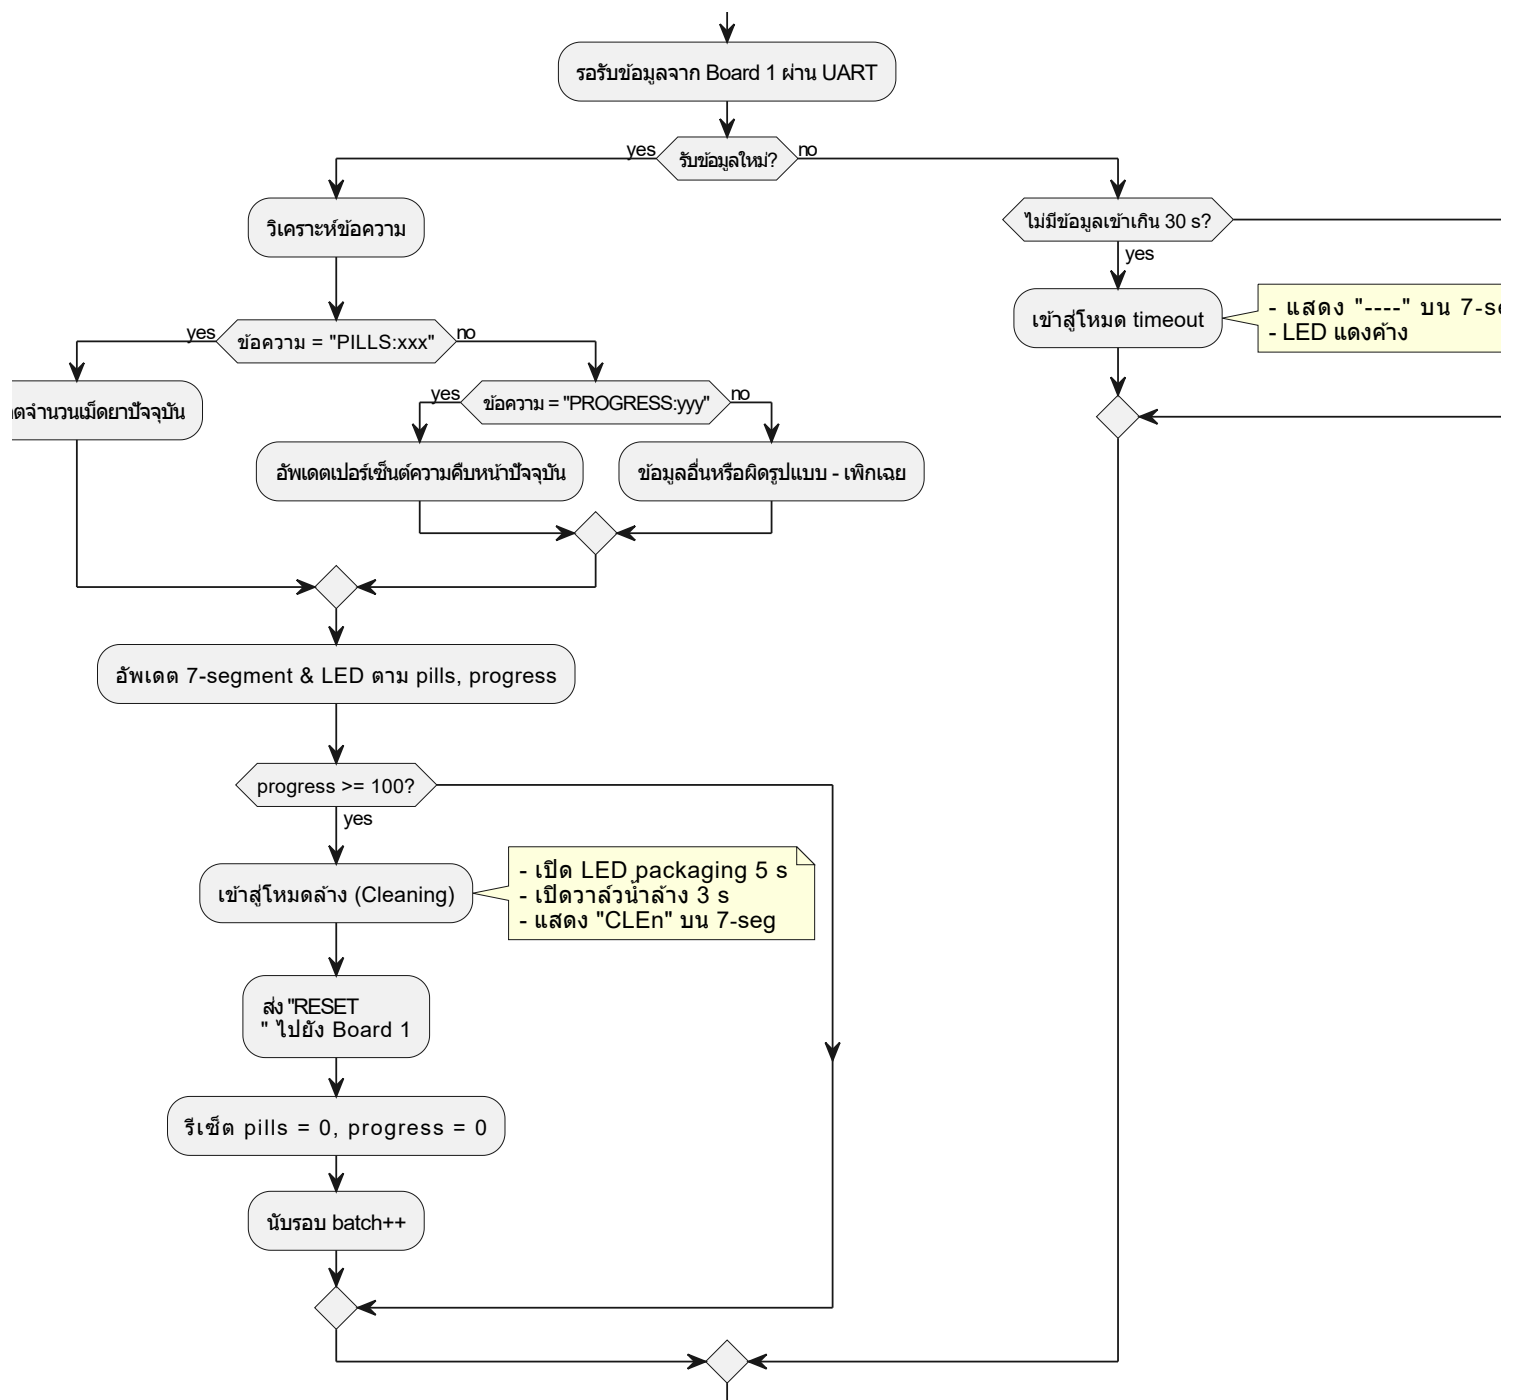 รอรับข้อมูลจาก Board 1 ผ่าน UART
yes
รับข้อมูลใหม่?
no
วิเคราะห์ข้อความ
ไม่มีข้อมูลเข้าเกิน 30 s?
yes
เข้าสู่โหมด timeout
- แสดง "----" บน 7-se
- LED แดงค้าง
yes
ข้อความ = "PILLS:xxx"
no
ดตจำนวนเม็ดยาปัจจุบัน
yes
ข้อความ = "PROGRESS:yyy"
no
อัพเดตเปอร์เซ็นต์ความคืบหน้าปัจจุบัน
ข้อมูลอื่นหรือผิดรูปแบบ - เพิกเฉย
อัพเดต 7-segment & LED ตาม pills, progress
progress >= 100?
yes
เข้าสู่โหมดล้าง (Cleaning)
- เปิด LED packaging 5 s
- เปิดวาล์วน้ำล้าง 3 s
- แสดง "CLEn" บน 7-seg
ส่ง "RESET
" ไปยัง Board 1
รีเซ็ต pills = 0, progress = 0
นับรอบ batch++